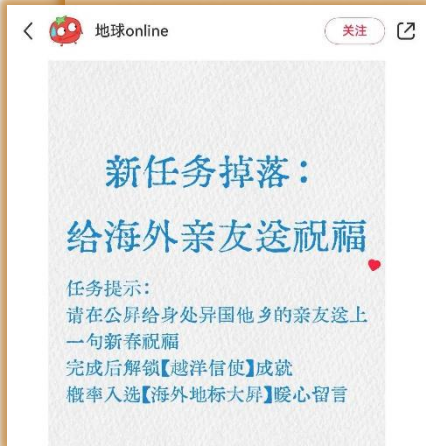 地球online
关注
新任务掉落：
给海外亲友送祝福
任务提示：
请在公屏给身处异国他乡的亲友送上
一句新春祝福
完成后解锁【越洋信使】成就
概率入选【海外地标大屏】暖心留言